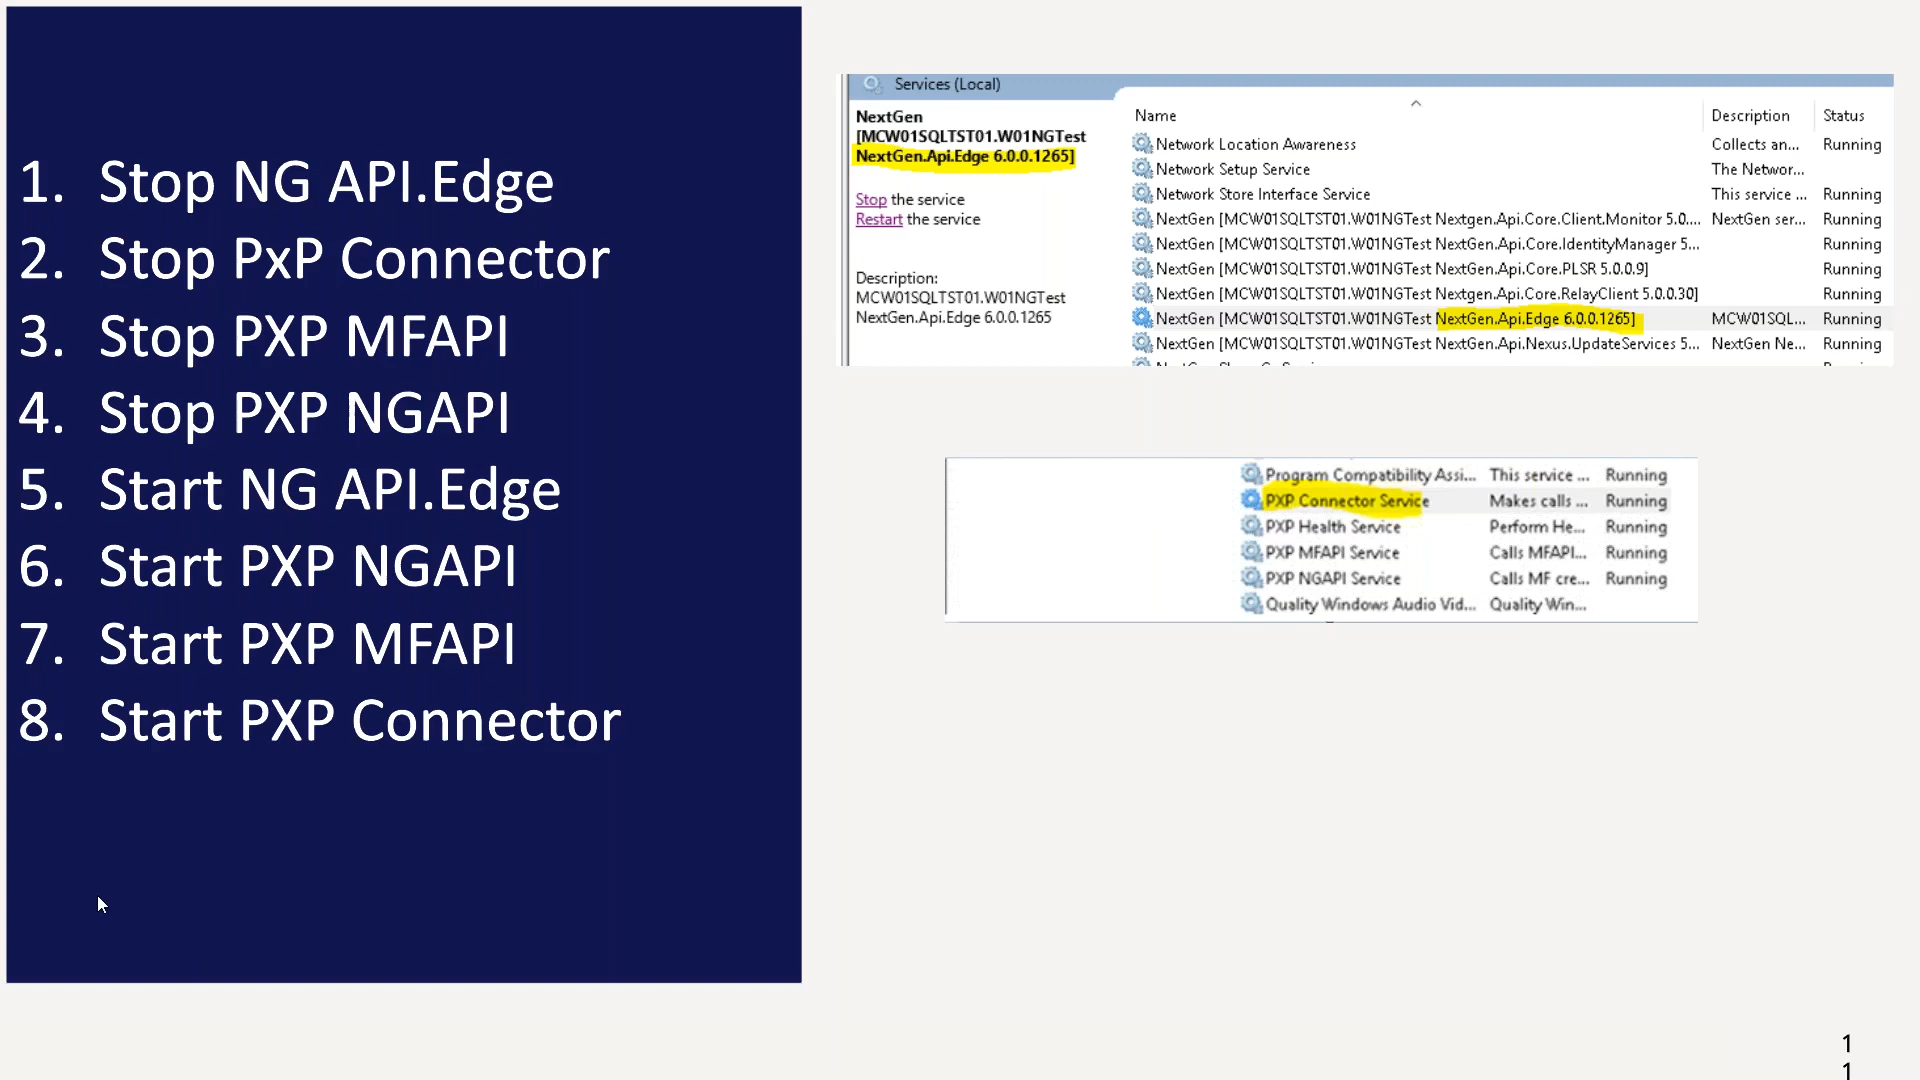 1. Stop NG API.Edge
2. Stop PxP Connector
3. Stop PXP MFAPI
4. Stop PXP NGAPI
5. Start NG API.Edge
6. Start PXP NGAPI
7. Start PXP MFAPI
8. Start PXP Connector
Services (Local)
NextGen
[MCW01SQLTST01.W01NGTest
NextGen.Api.Edge 6.0.0.1265]
Stop the service
Restart the service
Description:
MCW01SQLTST01.W01NGTest
NextGen.Api.Edge 6.0.0.1265
Name Description Status
Network Location Awareness Collects an... Running
Network Setup Service The Networ...
Network Store Interface Service This service ... Running
NextGen [MCW01SQLTST01.W01NGTest Nextgen.Api.Core.Client.Monitor 5.0.... NextGen ser... Running
NextGen [MCW01SQLTST01.W01NGTest NextGen.Api.Core.IdentityManager 5... Running
NextGen [MCW01SQLTST01.W01NGTest NextGen.Api.Core.PLSR 5.0.0.9] Running
NextGen [MCW01SQLTST01.W01NGTest Nextgen.Api.Core.RelayClient 5.0.0.30] Running
NextGen [MCW01SQLTST01.W01NGTest NextGen.Api.Edge 6.0.0.1265] MCW01SQL... Running
NextGen [MCW01SQLTST01.W01NGTest NextGen.Api.Nexus.UpdateServices 5... NextGen Ne... Running
Program Compatibility Assi... This service ... Running
PXP Connector Service Makes calls ... Running
PXP Health Service Perform He... Running
PXP MFAPI Service Calls MFAPI... Running
PXP NGAPI Service Calls MF cre... Running
Quality Windows Audio Vid... Quality Win...
1
1